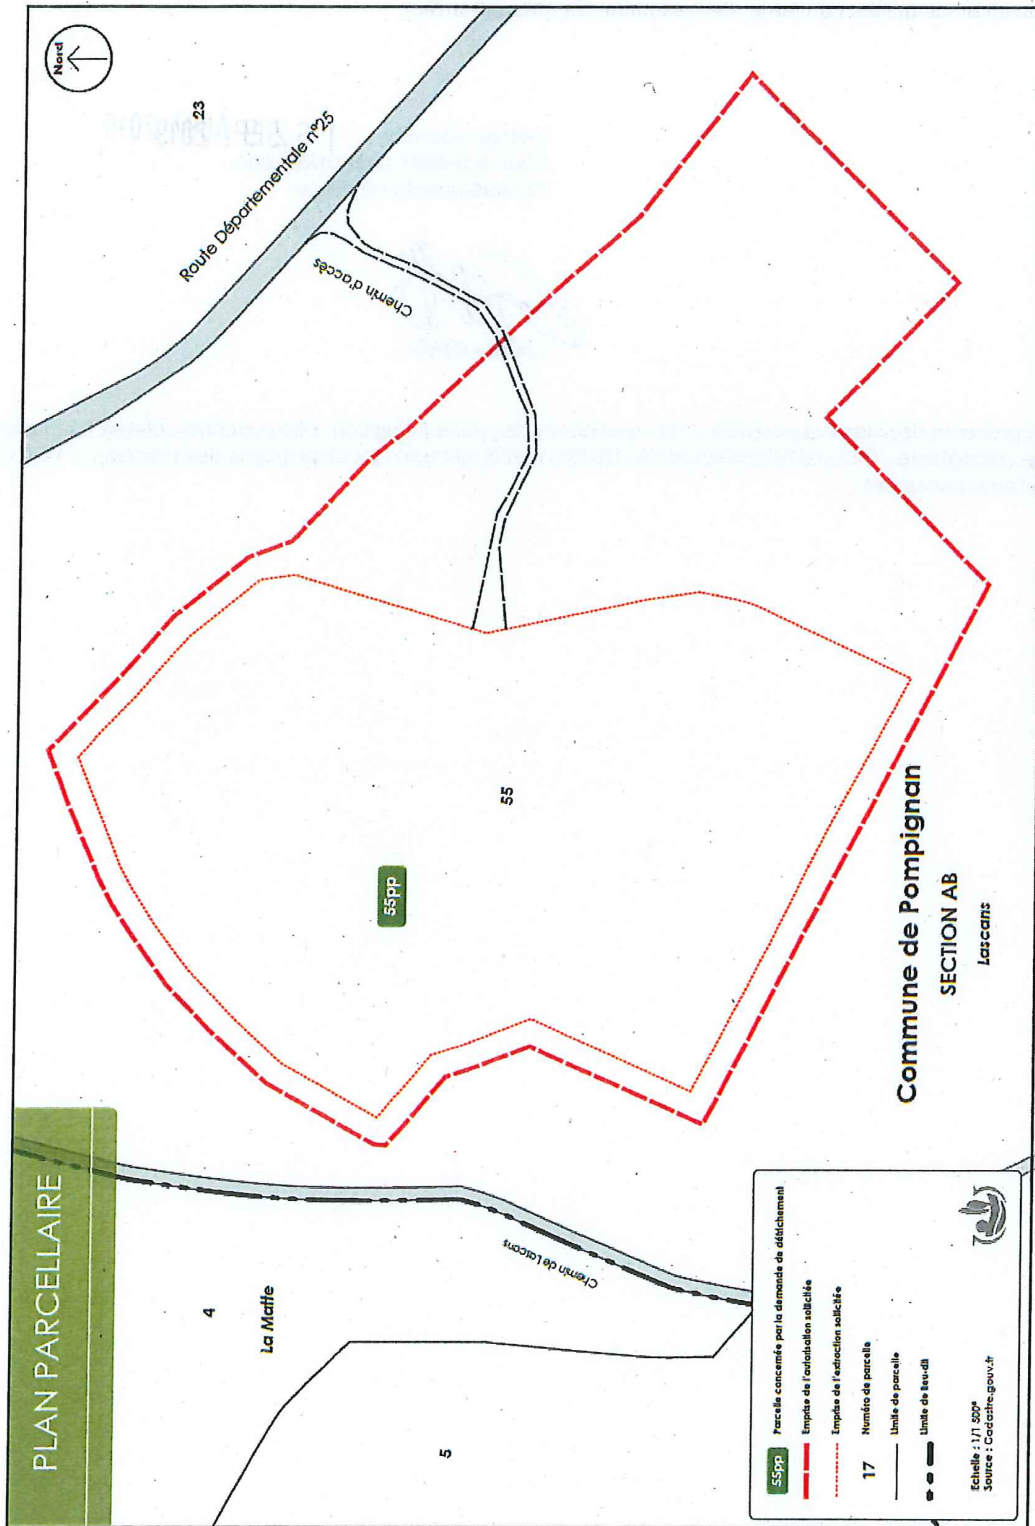 PLAN PARCELLAIRE
Nord
23
Route Départementale n°25
Chemin d'accès
4
La Matte
Chemin de Lascans
5
55pp
55
Commune de Pompignan
SECTION AB
Lascans
55pp Parcelle concernée par la demande de défrichement
Emprise de l'autorisation sollicitée
Emprise de l'extraction sollicitée
17 Numéro de parcelle
Limite de parcelle
Limite de lieu-dit
Echelle : 1/1 500e
Source : Cadastre.gouv.fr